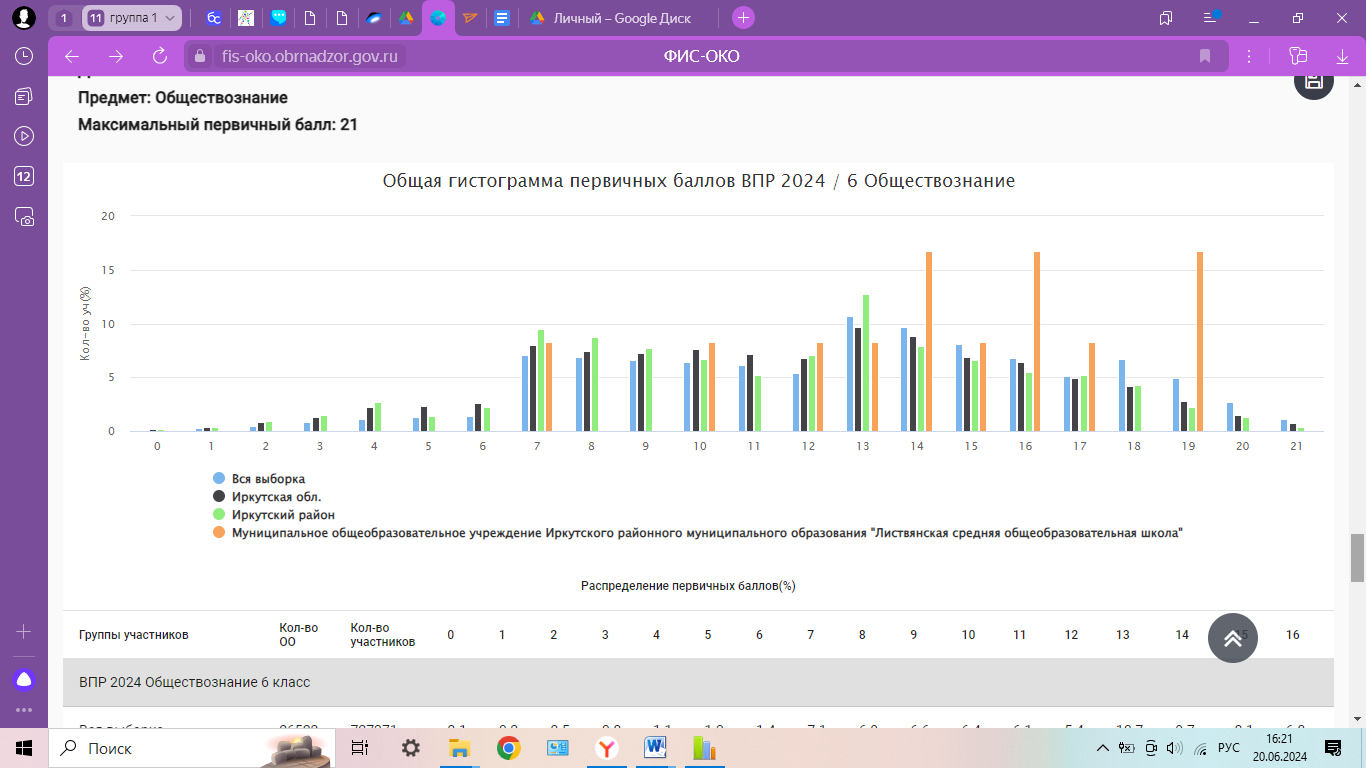 1
11
группа 1
Личный – Google Диск
fis-oko.obrnadzor.gov.ru
ФИС-ОКО
12
Предмет: Обществознание
Максимальный первичный балл: 21
Общая гистограмма первичных баллов ВПР 2024 / 6 Обществознание
Кол-во уч(%)
20
15
10
5
0
0 1 2 3 4 5 6 7 8 9 10 11 12 13 14 15 16 17 18 19 20 21
Вся выборка
Иркутская обл.
Иркутский район
Муниципальное общеобразовательное учреждение Иркутского районного муниципального образования "Листвянская средняя общеобразовательная школа"
Распределение первичных баллов(%)
Группы участников Кол-во ОО Кол-во участников 0 1 2 3 4 5 6 7 8 9 10 11 12 13 14 16
ВПР 2024 Обществознание 6 класс
Вся выборка
Поиск
РУС
16:21
20.06.2024